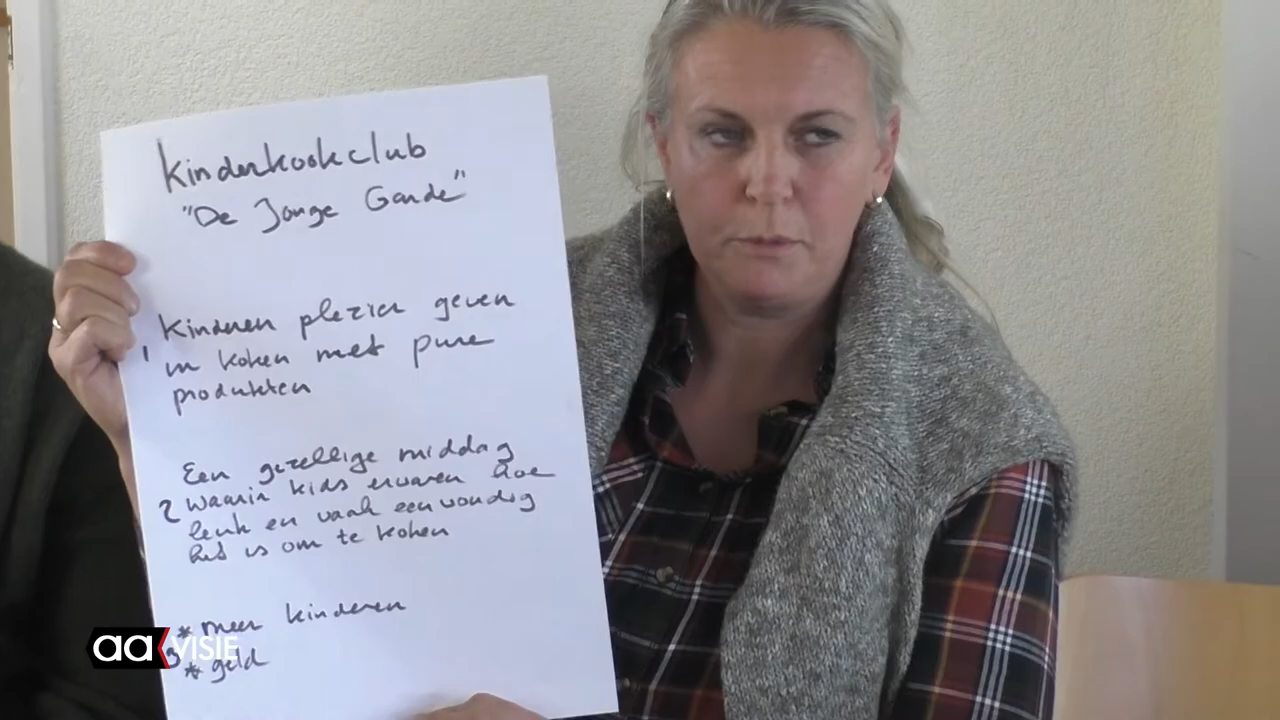 Kinderkookclub
"De Jonge Garde"
Kinderen plezier geven
1 in koken met pure
produkten
Een gezellige middag
2 waarin kids ervaren hoe
leuk en vaak eenvoudig
het is om te koken
* meer kinderen
3 * geld
aa VISIE